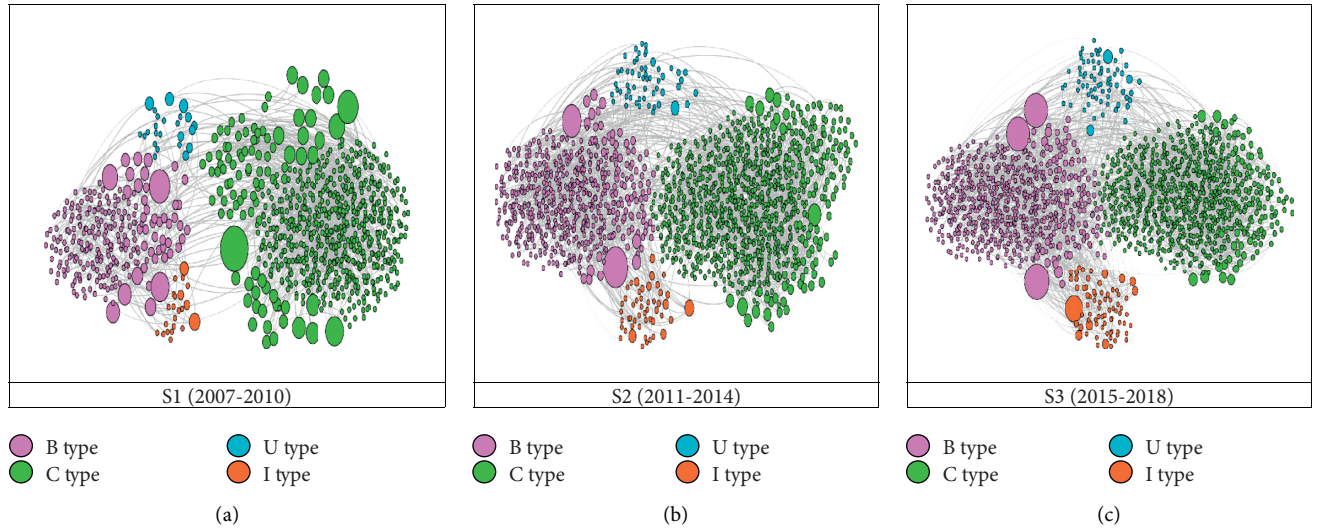 S1 (2007-2010)
S2 (2011-2014)
S3 (2015-2018)
B type
U type
C type
I type
B type
U type
C type
I type
B type
U type
C type
I type
(a)
(b)
(c)